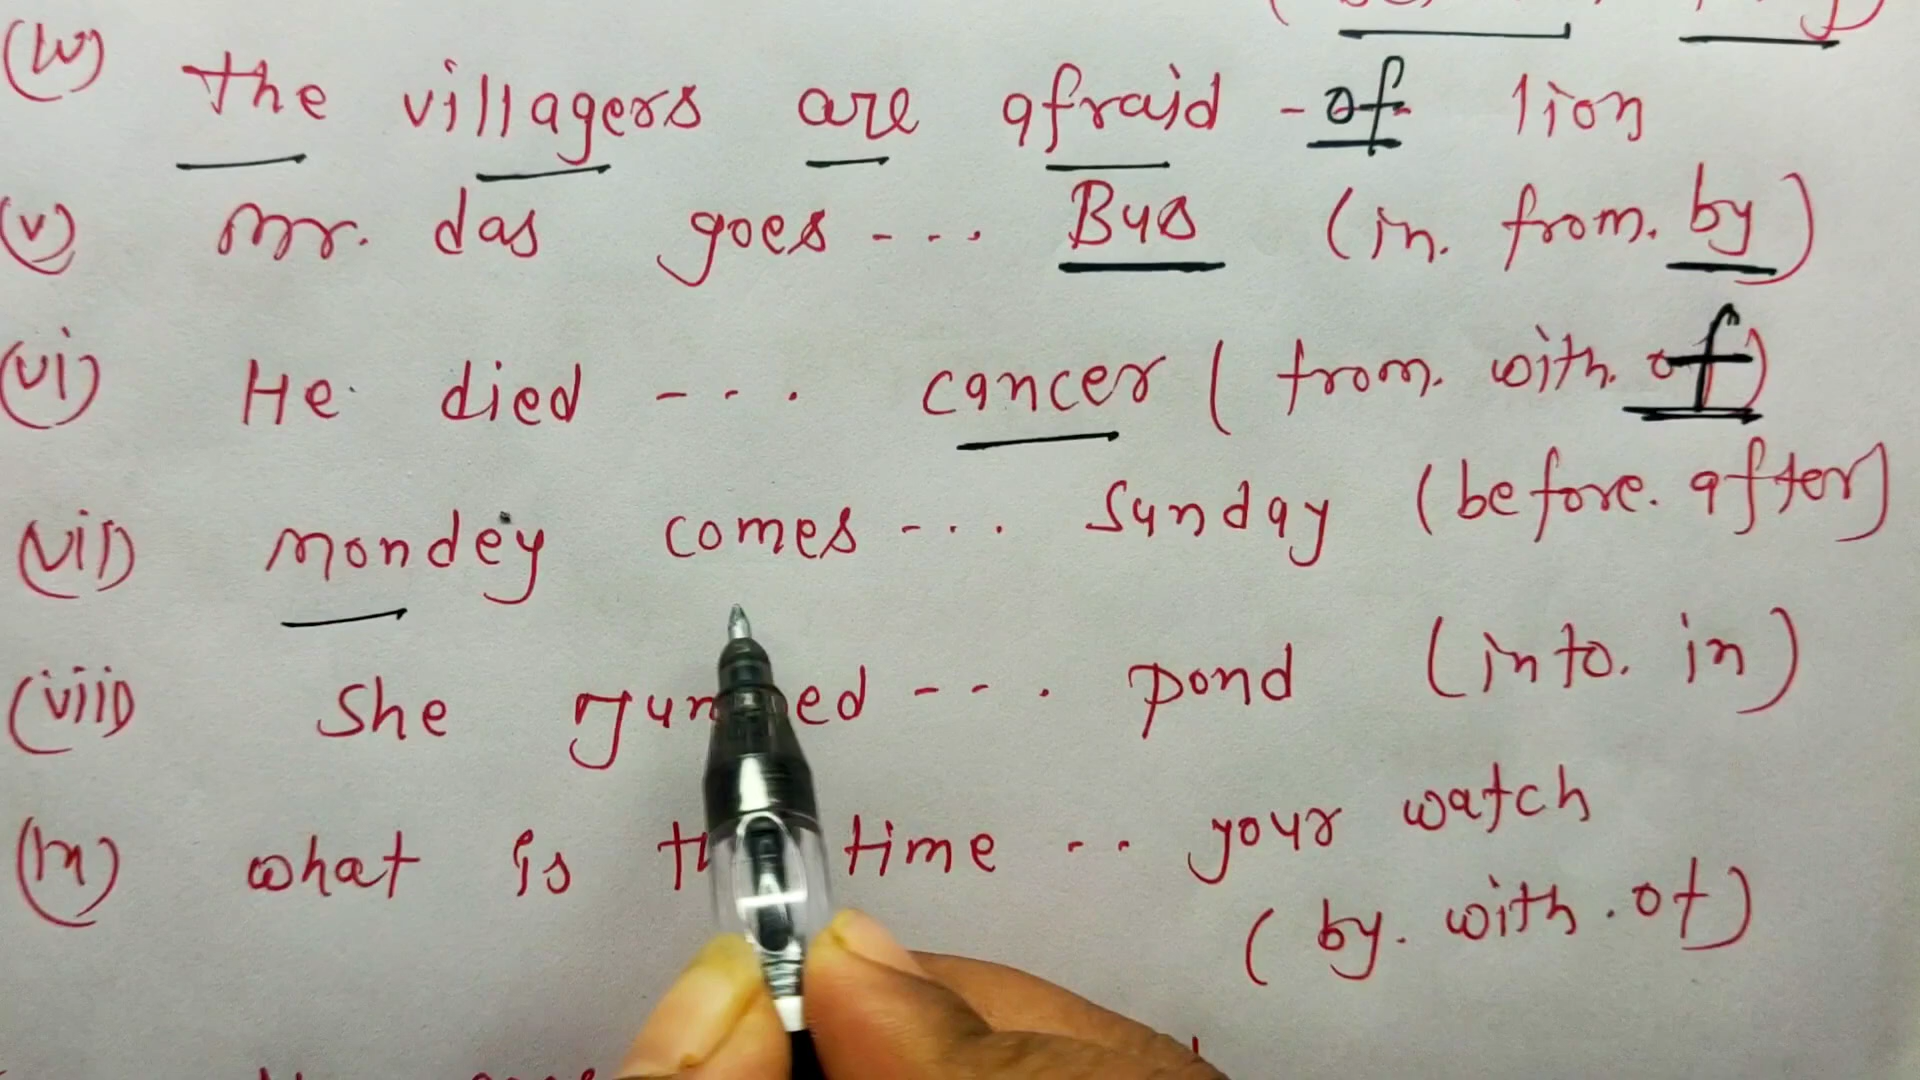 (iv) the villagers are afraid - of lion
(v) Mr. das goes - - . Bus (in. from. by)
(vi) He died - - . cancer ( from. with. of)
(vii) mondey comes - . . Sunday (before. after)
(viii) She ed - - . pond (into. in)
(ix) what is time . . your watch
( by. with. of)